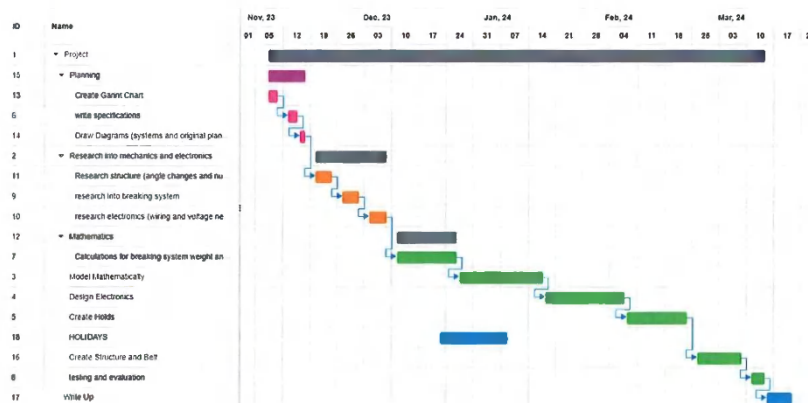 ID Name Nov, 23 Dec, 23 Jan, 24 Feb, 24 Mar, 24
01 05 12 19 26 03 10 17 24 31 07 14 21 28 04 11 18 26 03 10 17
1 Project
15 Planning
13 Create Gannt Chart
6 write specifications
14 Draw Diagrams (systems and original plan
2 Research into mechanics and electronics
11 Research structure (angle changes and nu
9 research into breaking system
10 research electronics (wiring and voltage ne
12 Mathematics
7 Calculations for breaking system weight an
3 Model Mathematically
4 Design Electronics
5 Create Holds
18 HOLIDAYS
16 Create Structure and Belt
8 testing and evaluation
17 Write Up